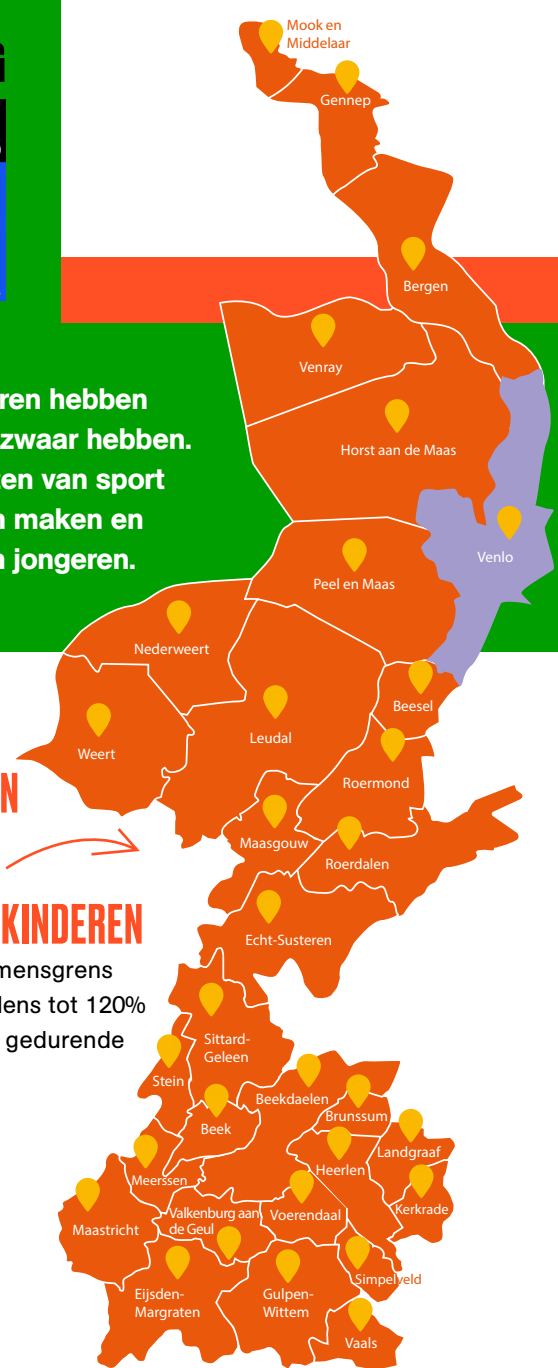 Mook en
Middelaar
Gennep
Bergen
Venray
Horst aan de Maas
Venlo
Peel en Maas
ren hebben
zwaar hebben.
ten van sport
n maken en
n jongeren.
Nederweert
Weert
Leudal
Beesel
Roermond
Maasgouw
Roerdalen
Echt-Susteren
N
KINDEREN
mensgrens
dens tot 120%
gedurende
Sittard-
Geleen
Stein
Beek
Beekdaelen
Brunssum
Landgraaf
Heerlen
Kerkrade
Meerssen
Maastricht
Valkenburg aan
de Geul
Voerendaal
Simpelveld
Eijsden-
Margraten
Gulpen-
Wittem
Vaals